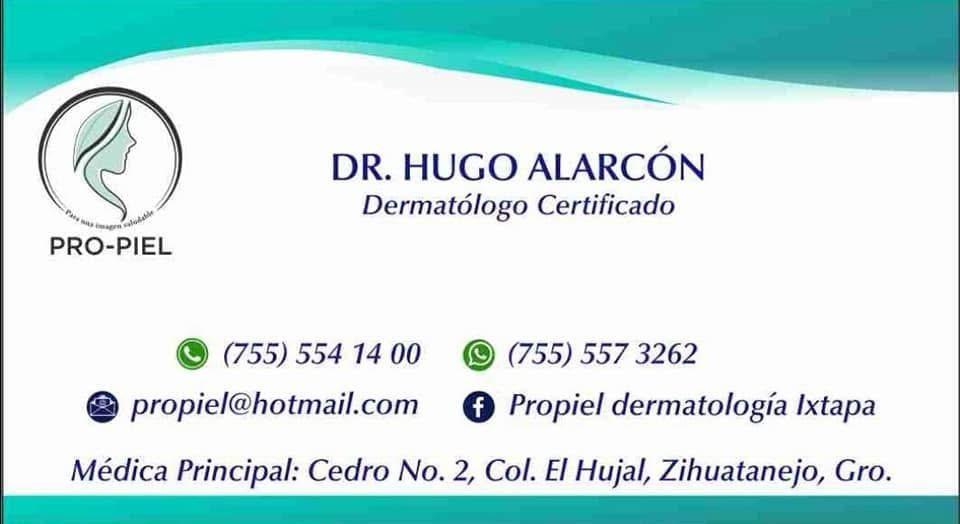 Para una imagen saludable
PRO-PIEL
DR. HUGO ALARCÓN
Dermatólogo Certificado
(755) 554 14 00
(755) 557 3262
propiel@hotmail.com
Propiel dermatología Ixtapa
Médica Principal: Cedro No. 2, Col. El Hujal, Zihuatanejo, Gro.